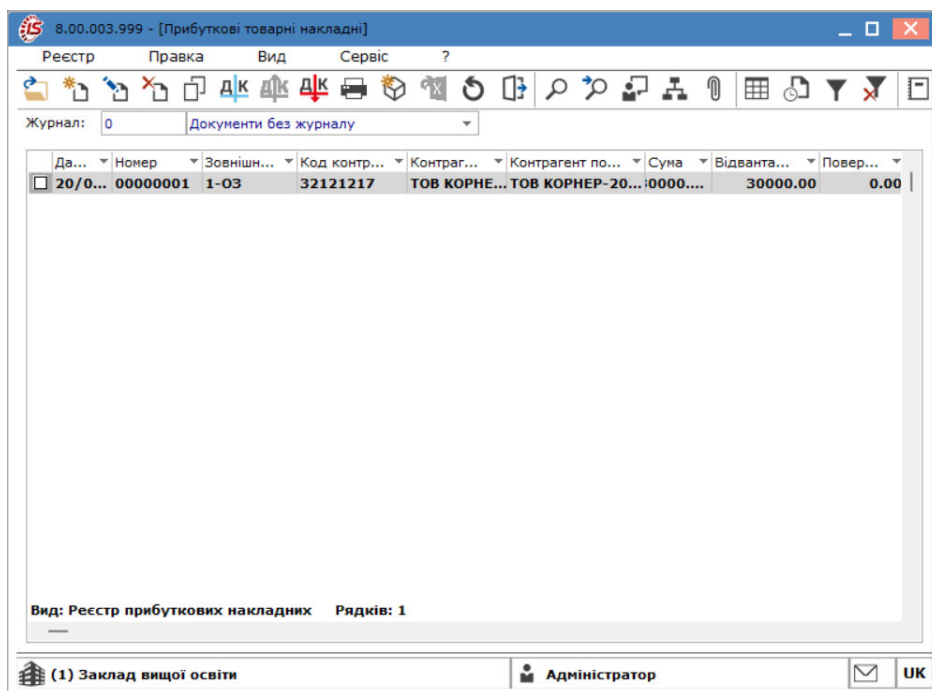 8.00.003.999 - [Прибуткові товарні накладні]
Реєстр Правка Вид Сервіс ?
Журнал: 0 Документи без журналу
Да... Номер Зовнішн... Код контр... Контраг... Контрагент по... Сума Відванта... Повер...
20/0... 00000001 1-ОЗ 32121217 ТОВ КОРНЕ... ТОВ КОРНЕР-20... 0000.... 30000.00 0.00
Вид: Реєстр прибуткових накладних Рядків: 1
(1) Заклад вищої освіти Адміністратор UK